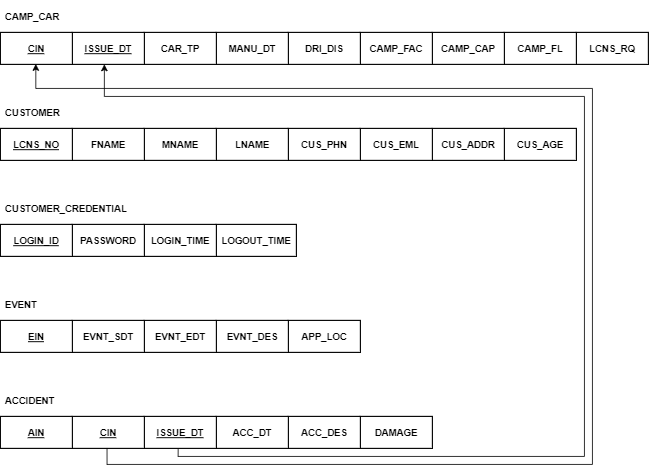 CAMP_CAR
CIN ISSUE_DT CAR_TP MANU_DT DRI_DIS CAMP_FAC CAMP_CAP CAMP_FL LCNS_RQ
CUSTOMER
LCNS_NO FNAME MNAME LNAME CUS_PHN CUS_EML CUS_ADDR CUS_AGE
CUSTOMER_CREDENTIAL
LOGIN_ID PASSWORD LOGIN_TIME LOGOUT_TIME
EVENT
EIN EVNT_SDT EVNT_EDT EVNT_DES APP_LOC
ACCIDENT
AIN CIN ISSUE_DT ACC_DT ACC_DES DAMAGE